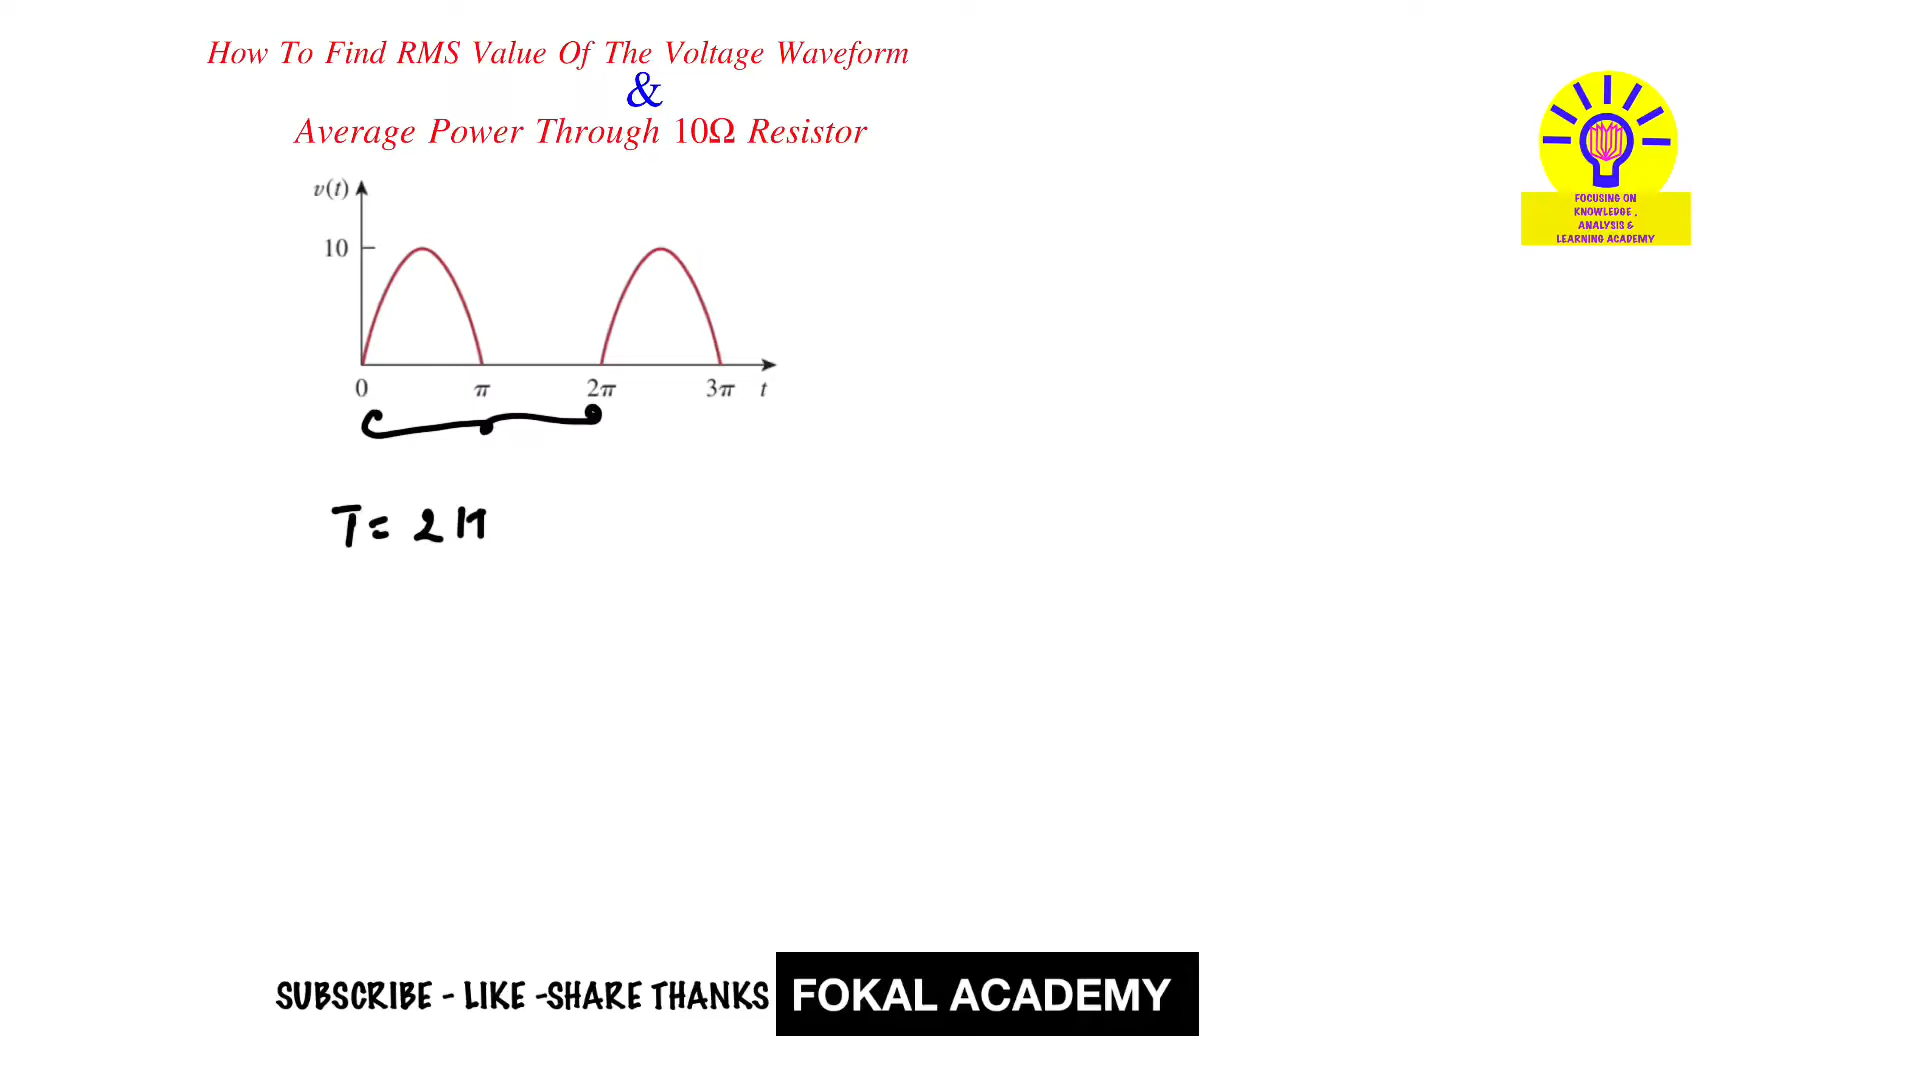 How To Find RMS Value Of The Voltage Waveform
&
Average Power Through 10Ω Resistor
v(t)
10
0 π 2π 3π t
T= 2π
FOCUSING ON
KNOWLEDGE ,
ANALYSIS &
LEARNING ACADEMY
SUBSCRIBE - LIKE -SHARE THANKS FOKAL ACADEMY